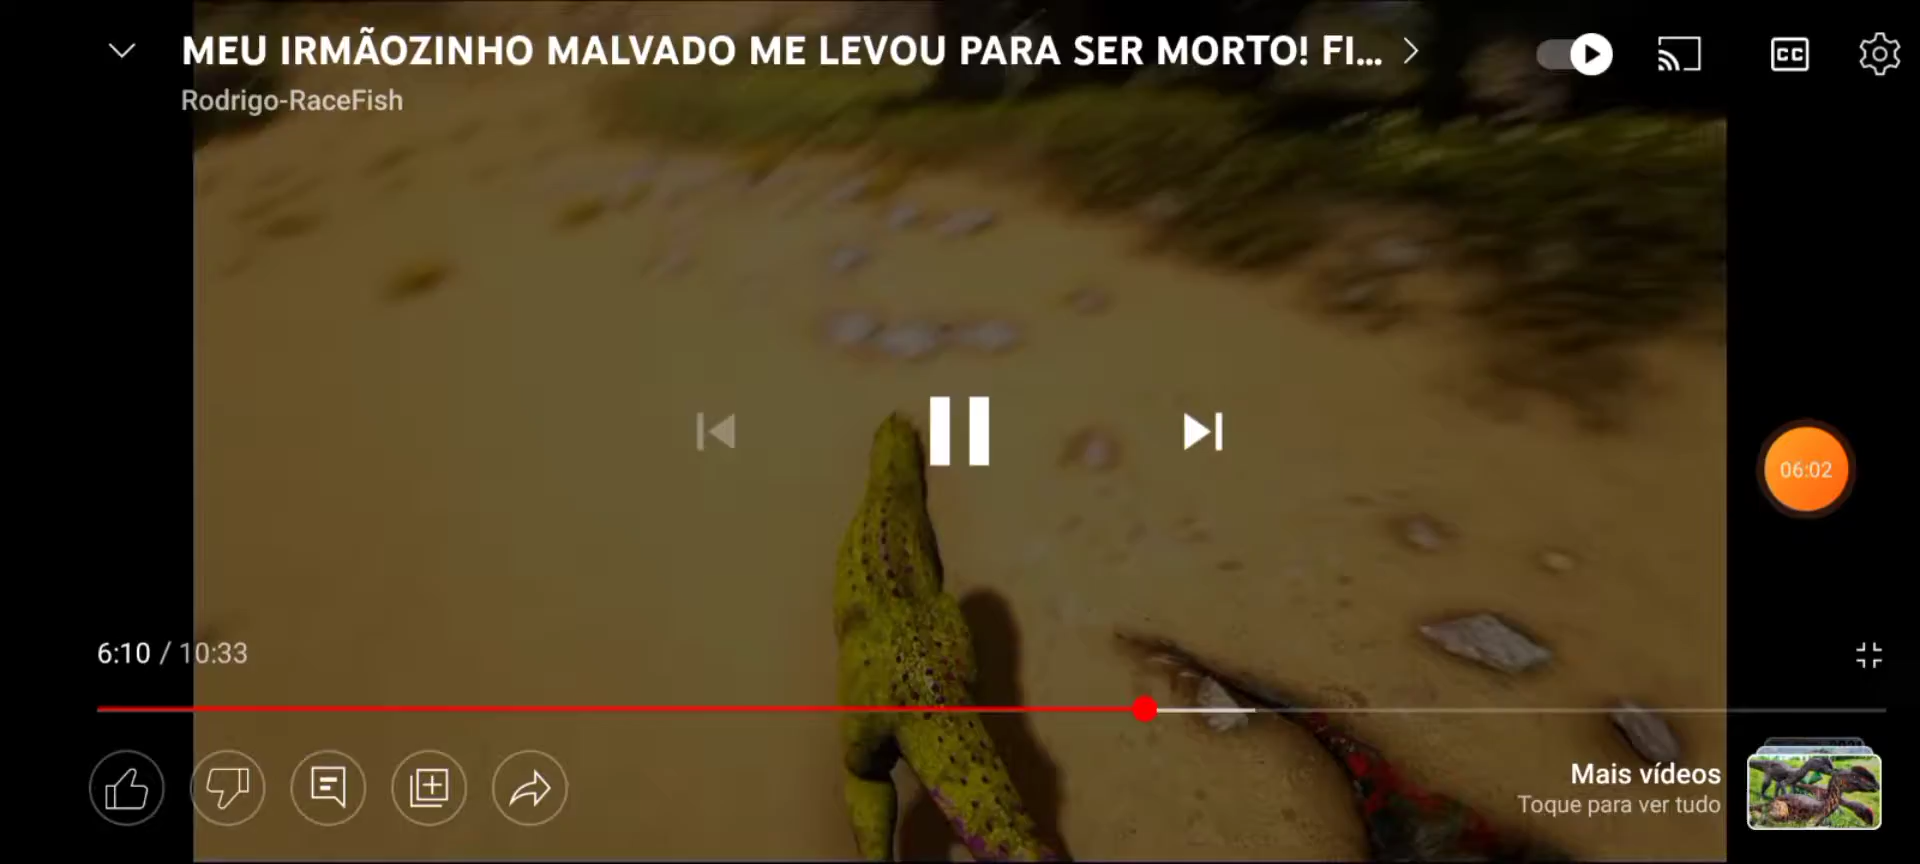 MEU IRMÃOZINHO MALVADO ME LEVOU PARA SER MORTO! FI...
Rodrigo-RaceFish
CC
06:02
6:10 / 10:33
Mais vídeos
Toque para ver tudo